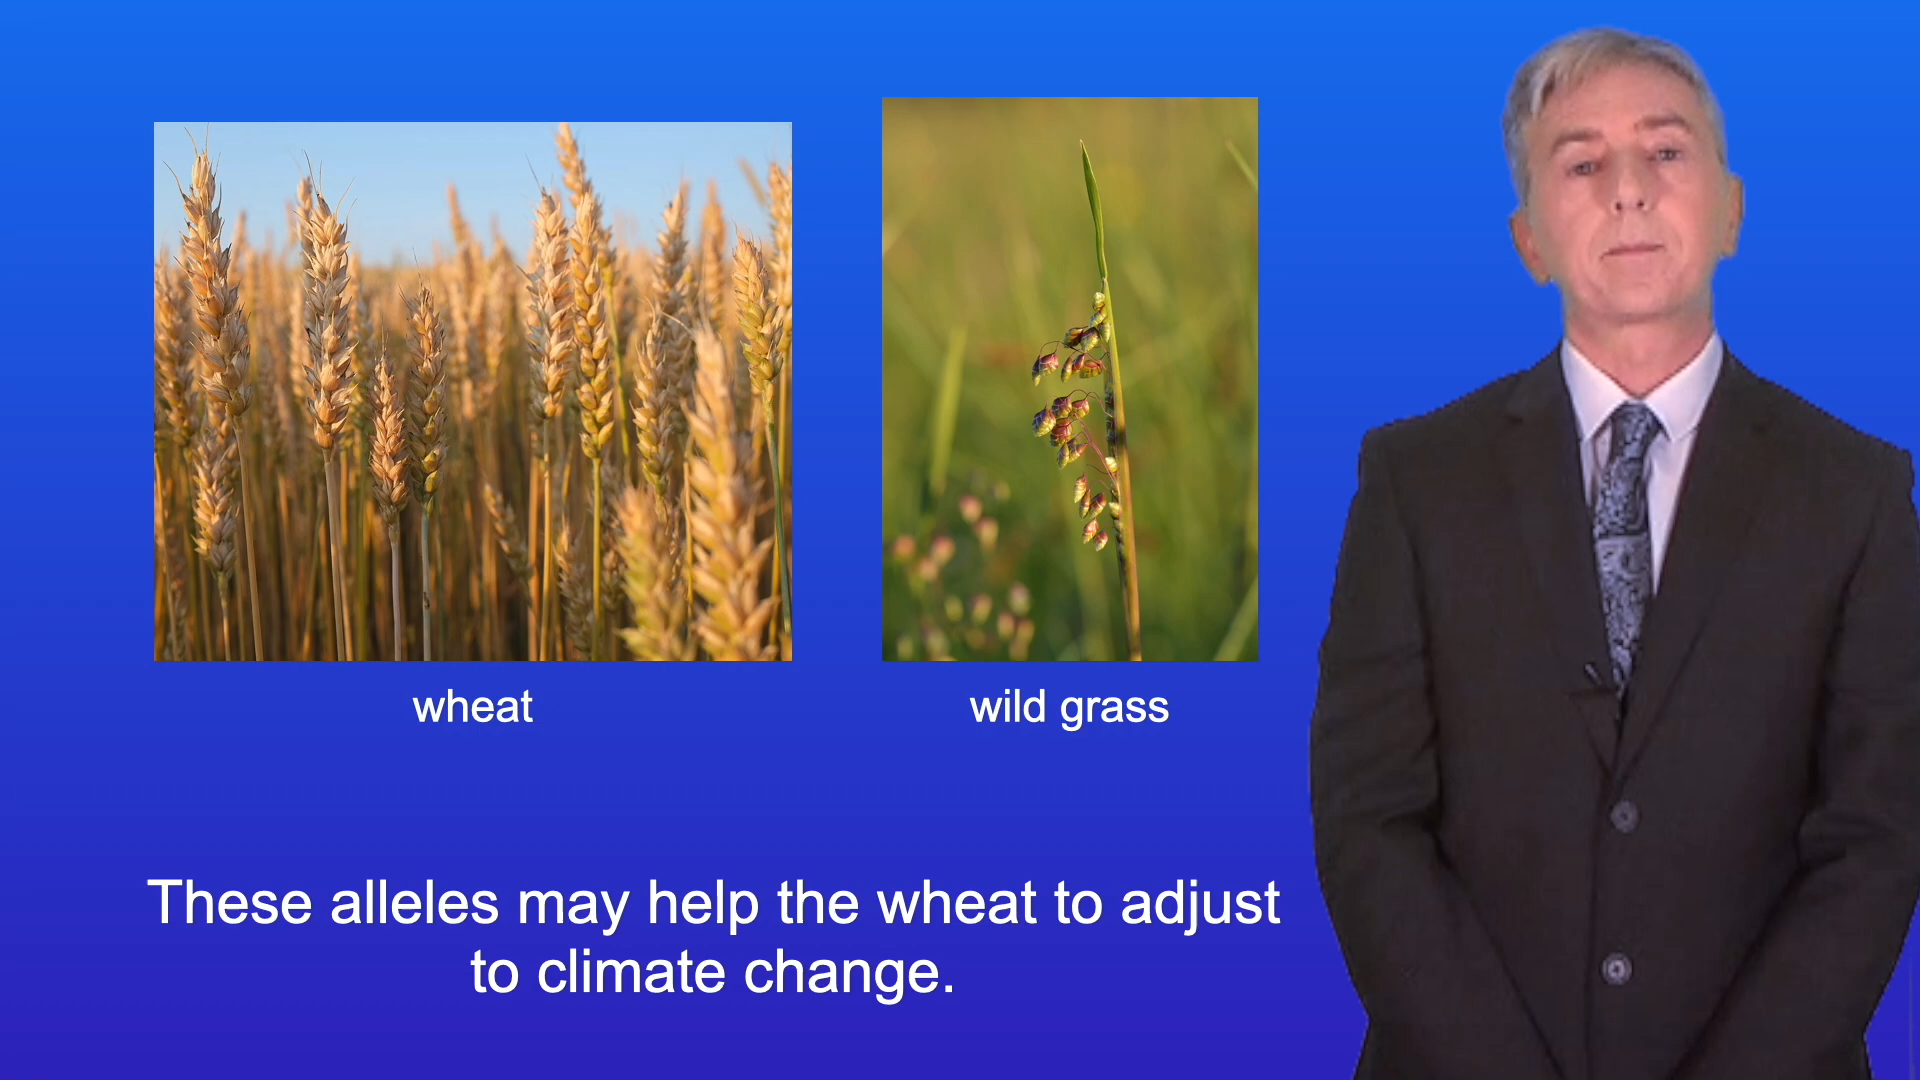 wheat
wild grass
These alleles may help the wheat to adjust
to climate change.